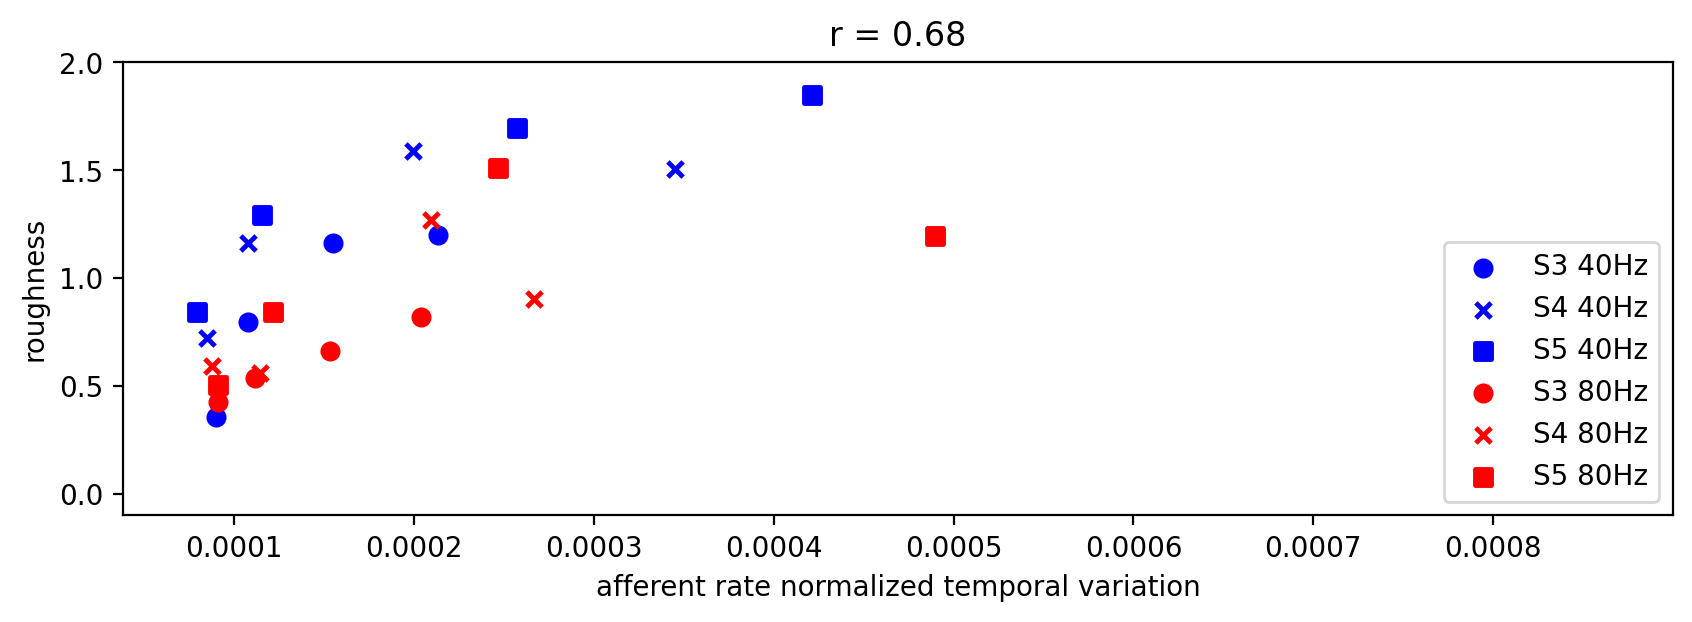 r = 0.68
2.0
1.5
1.0
0.5
0.0
roughness
S3 40Hz
S4 40Hz
S5 40Hz
S3 80Hz
S4 80Hz
S5 80Hz
0.0001 0.0002 0.0003 0.0004 0.0005 0.0006 0.0007 0.0008
afferent rate normalized temporal variation